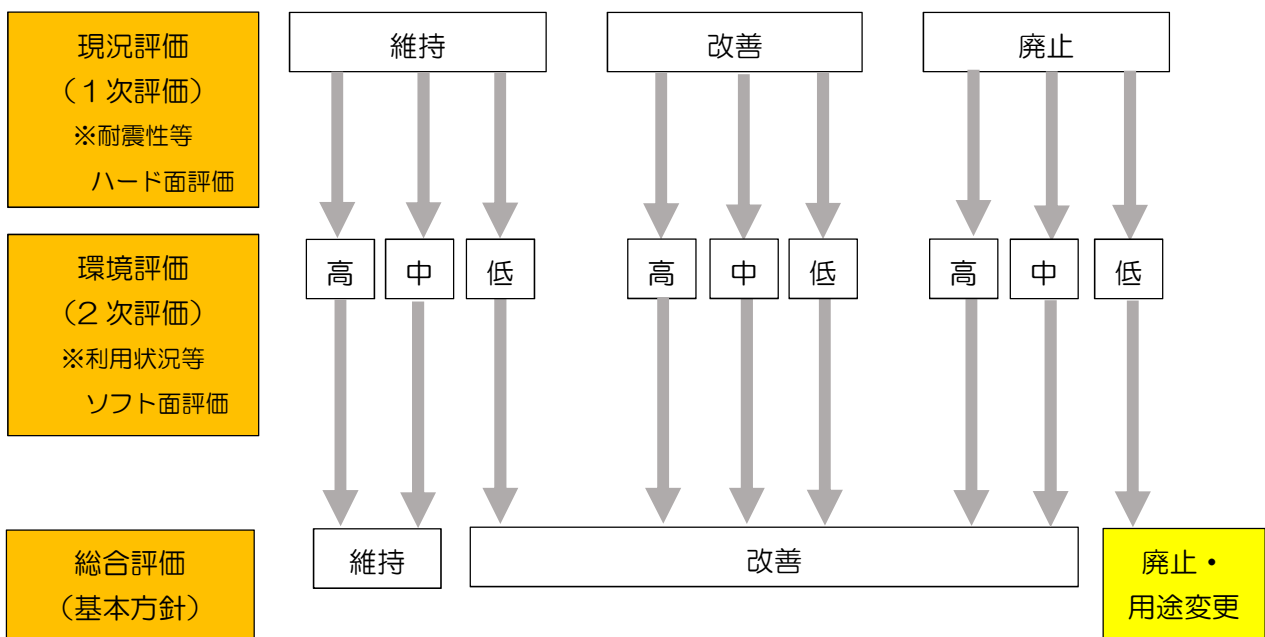 現況評価
（１次評価）
※耐震性等
ハード面評価
維持
改善
廃止
環境評価
（２次評価）
※利用状況等
ソフト面評価
高
中
低
高
中
低
高
中
低
総合評価
（基本方針）
維持
改善
廃止・
用途変更